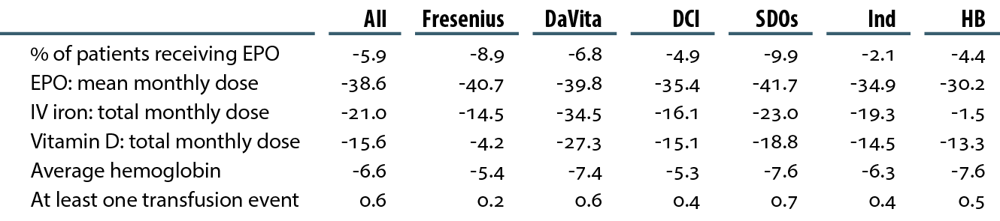 All Fresenius DaVita DCI SDOs Ind HB
% of patients receiving EPO -5.9 -8.9 -6.8 -4.9 -9.9 -2.1 -4.4
EPO: mean monthly dose -38.6 -40.7 -39.8 -35.4 -41.7 -34.9 -30.2
IV iron: total monthly dose -21.0 -14.5 -34.5 -16.1 -23.0 -19.3 -1.5
Vitamin D: total monthly dose -15.6 -4.2 -27.3 -15.1 -18.8 -14.5 -13.3
Average hemoglobin -6.6 -5.4 -7.4 -5.3 -7.6 -6.3 -7.6
At least one transfusion event 0.6 0.2 0.6 0.4 0.7 0.4 0.5